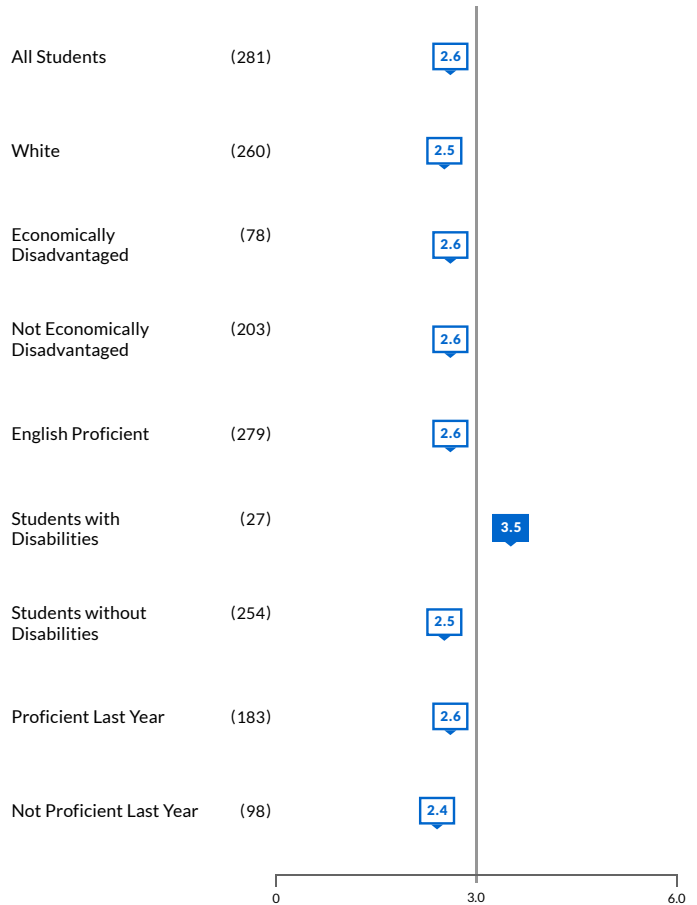 All Students (281) 2.6
White (260) 2.5
Economically
Disadvantaged (78) 2.6
Not Economically
Disadvantaged (203) 2.6
English Proficient (279) 2.6
Students with
Disabilities (27) 3.5
Students without
Disabilities (254) 2.5
Proficient Last Year (183) 2.6
Not Proficient Last Year (98) 2.4
0 3.0 6.0